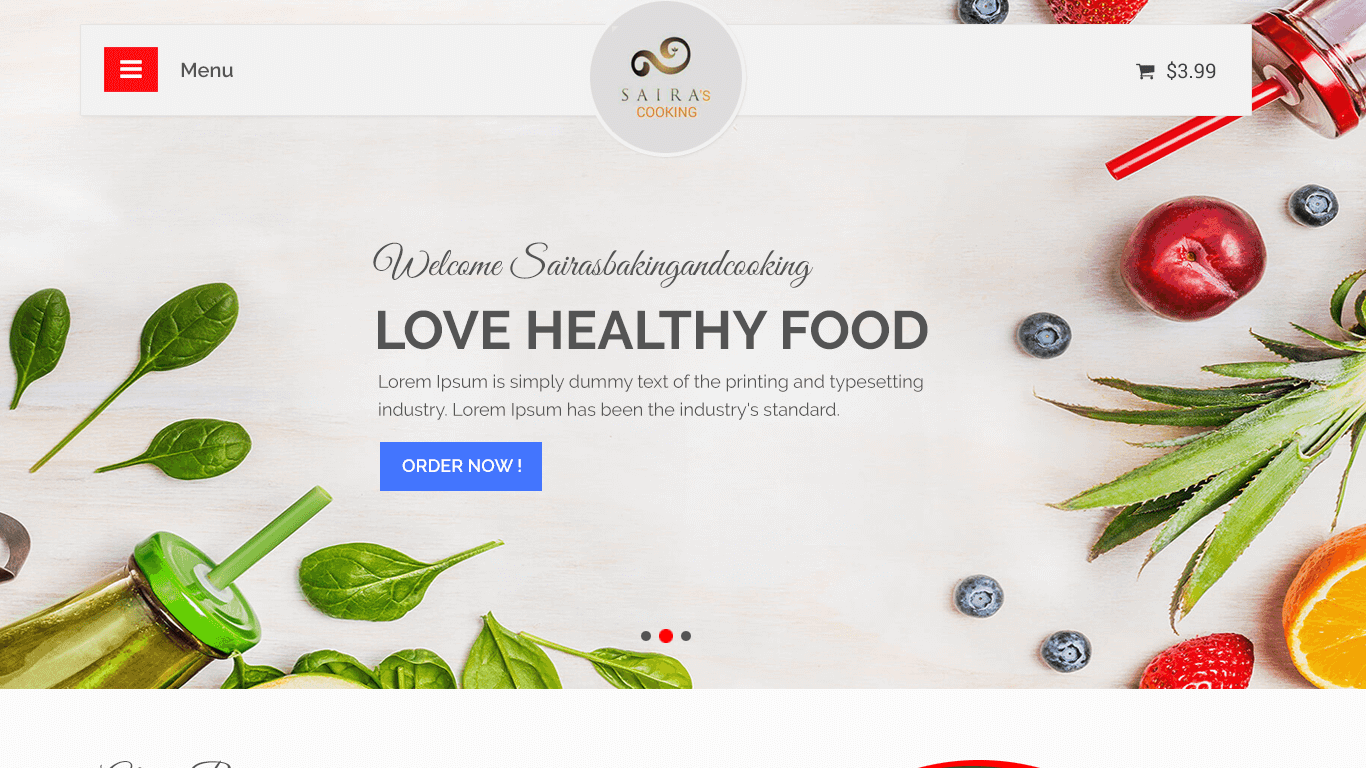 Menu
SAIRA'S
COOKING
$3.99
Welcome Sairasbakingandcooking
LOVE HEALTHY FOOD
Lorem Ipsum is simply dummy text of the printing and typesetting
industry. Lorem Ipsum has been the industry's standard.
ORDER NOW !